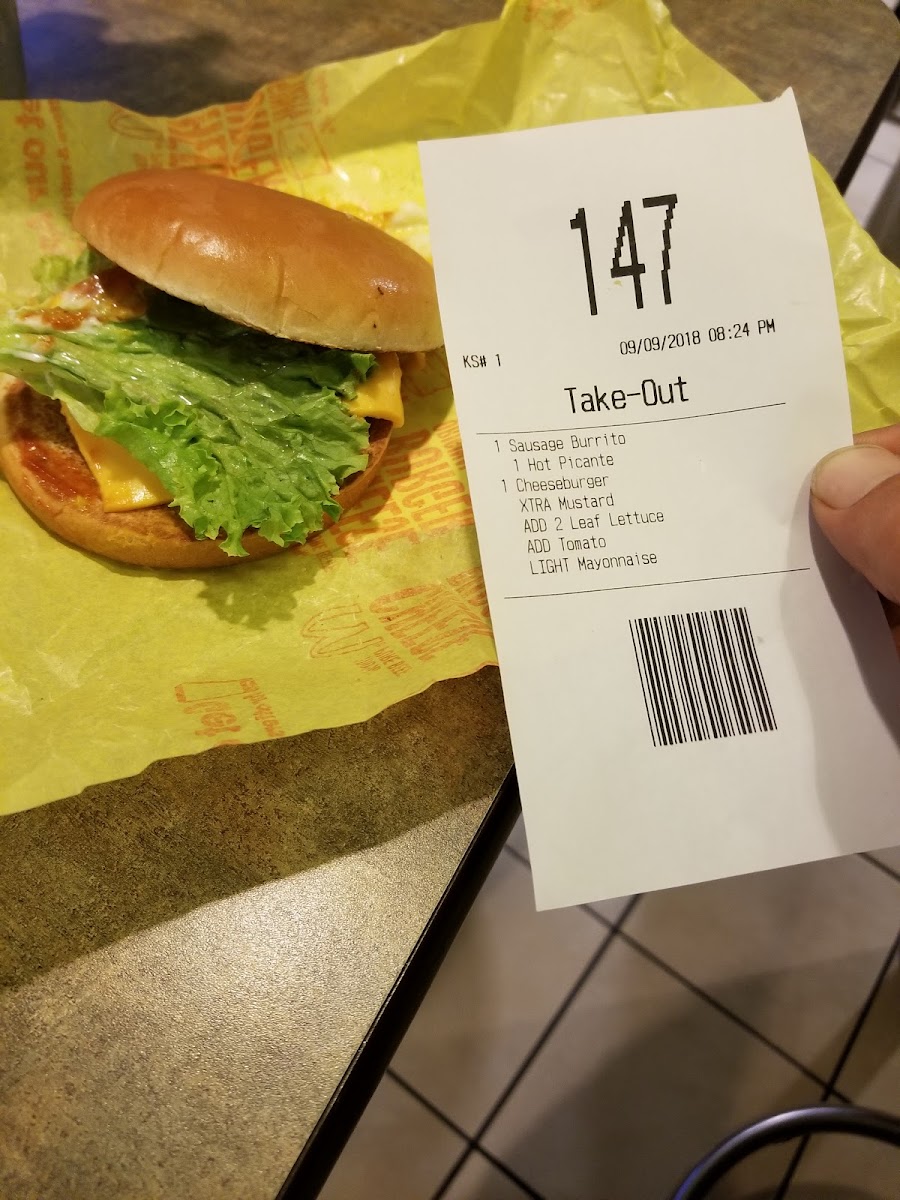 147
KS# 1 09/09/2018 08:24 PM
Take-Out
1 Sausage Burrito
1 Hot Picante
1 Cheeseburger
XTRA Mustard
ADD 2 Leaf Lettuce
ADD Tomato
LIGHT Mayonnaise